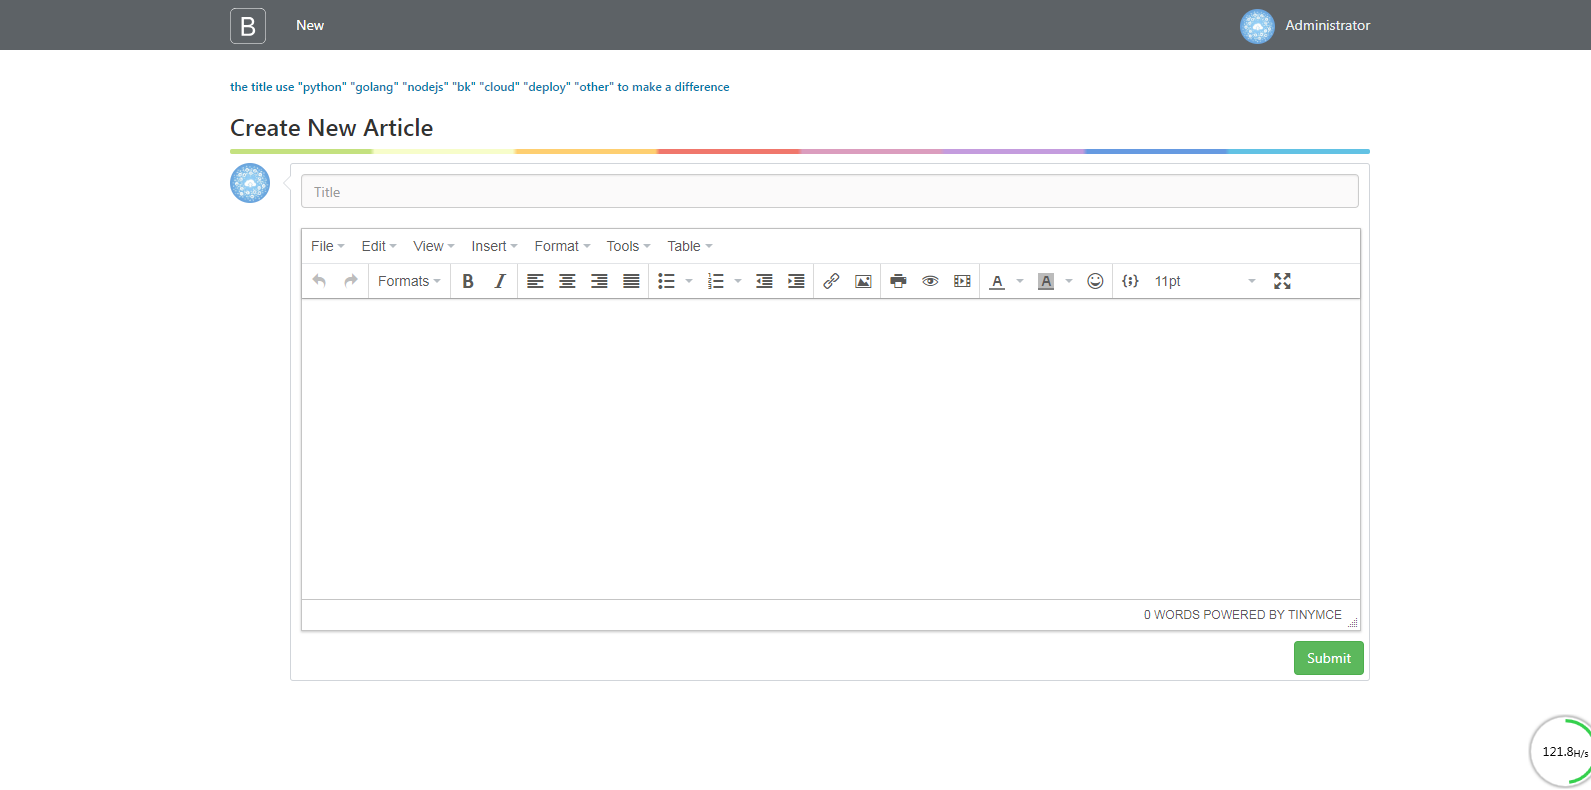 B New Administrator
the title use "python" "golang" "nodejs" "bk" "cloud" "deploy" "other" to make a difference
Create New Article
Title
File Edit View Insert Format Tools Table
Formats B I A A {;} 11pt
0 WORDS POWERED BY TINYMCE
Submit
121.8H/s